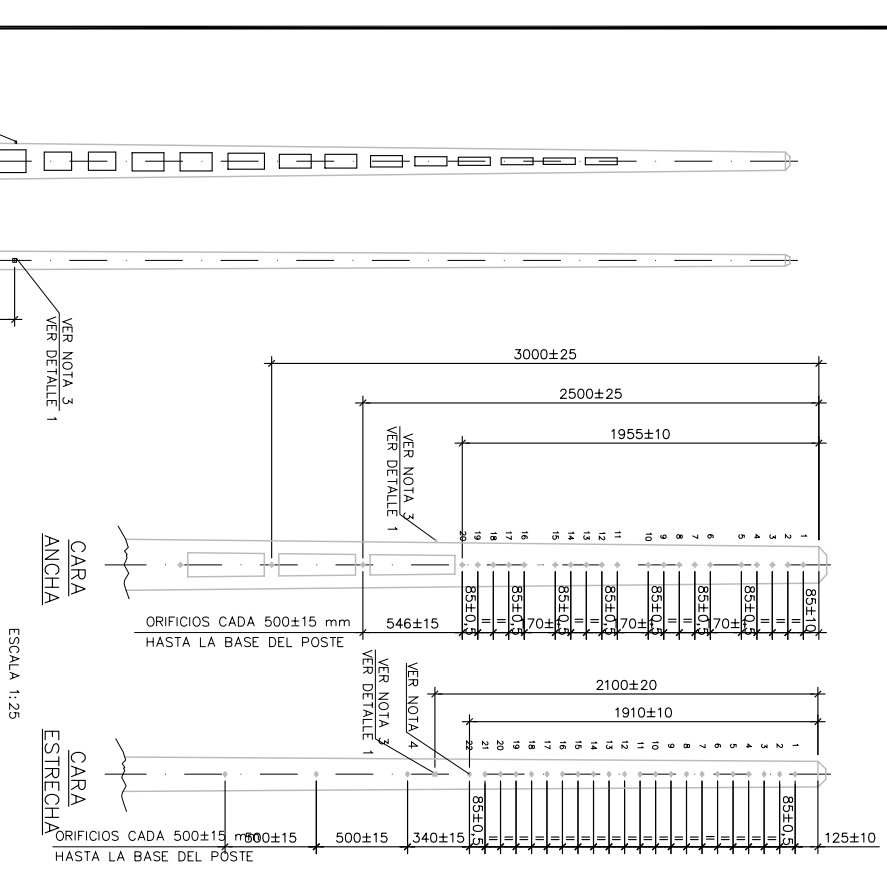 VER NOTA 3
VER DETALLE 1
3000±25
2500±25
1955±10
VER NOTA 3
VER DETALLE 1
20 19 18 17 16 15 14 13 12 11 10 9 8 7 6 5 4 3 2 1
CARA
ANCHA
85±0,5 = = 85±0,5 85±0,5 = = 85±0,5 85±0,5 = = 85±0,5 85±0,5 = = 85±10
ORIFICIOS CADA 500±15 mm
HASTA LA BASE DEL POSTE
546±15
ESCALA 1:25
VER NOTA 3
VER DETALLE 1
VER NOTA 4
2100±20
1910±10
22 21 20 19 18 17 16 15 14 13 12 11 10 9 8 7 6 5 4 3 2 1
CARA
ESTRECHA
85±0,5 = = = = = = = = = = = = = = = = = = = 85±0,5
ORIFICIOS CADA 500±15 mm
HASTA LA BASE DEL POSTE
500±15
500±15
340±15
125±10